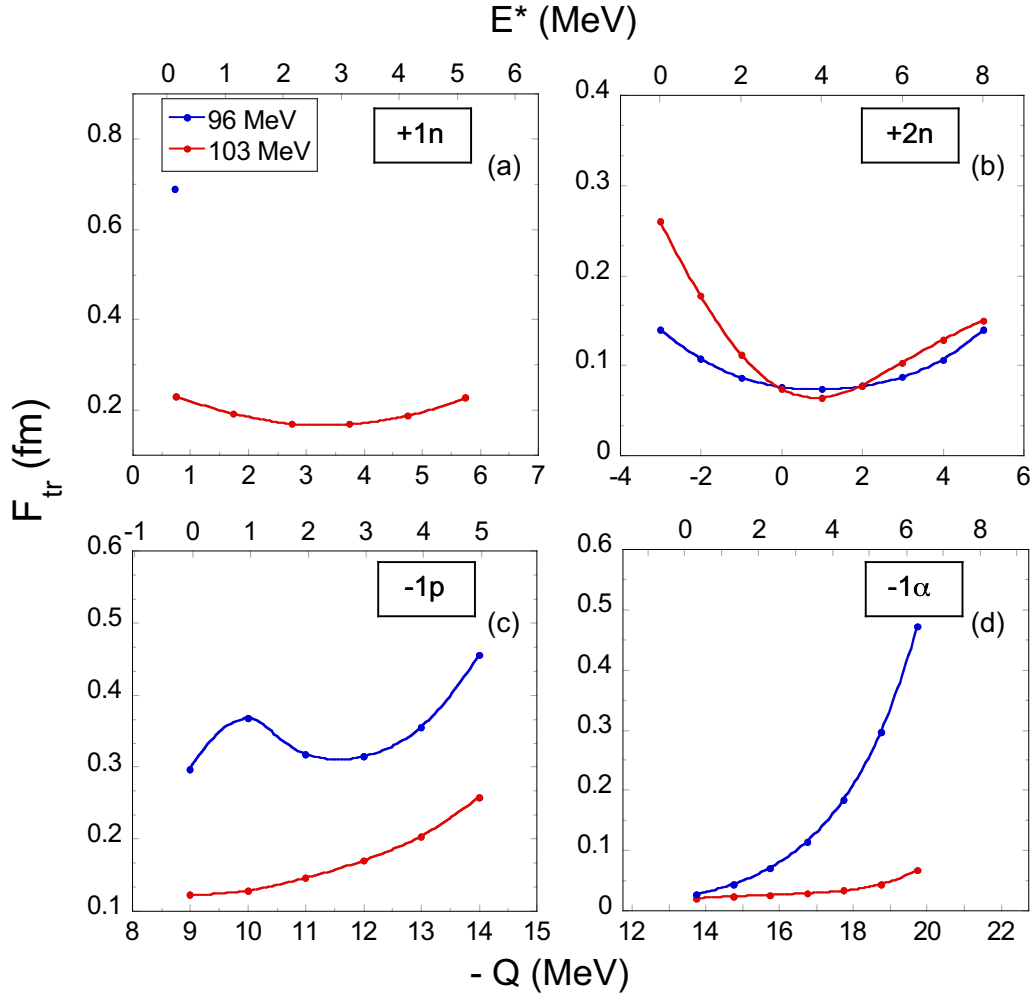 E* (MeV)
0 1 2 3 4 5 6
0 2 4 6 8
0.8
0.6
0.4
0.2
96 MeV
103 MeV
+1n
(a)
0 1 2 3 4 5 6 7
0.4
0.3
0.2
0.1
0
+2n
(b)
-4 -2 0 2 4 6
F_tr (fm)
-1 0 1 2 3 4 5
0 2 4 6 8
0.6
0.5
0.4
0.3
0.2
0.1
-1p
(c)
8 9 10 11 12 13 14 15
0.6
0.5
0.4
0.3
0.2
0.1
0
-1α
(d)
12 14 16 18 20 22
- Q (MeV)